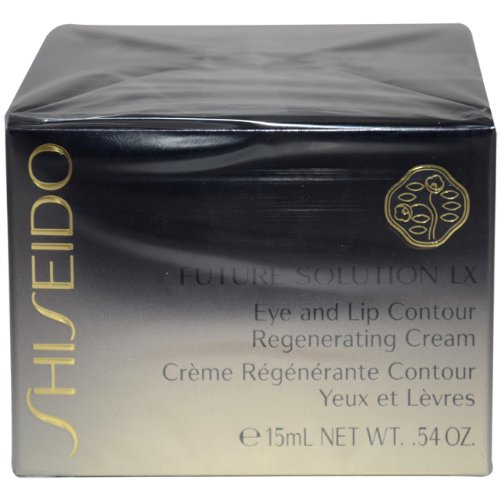 SHISEIDO
FUTURE SOLUTION LX
Eye and Lip Contour
Regenerating Cream
Crème Régénérante Contour
Yeux et Lèvres
℮ 15mL NET WT. .54 OZ.